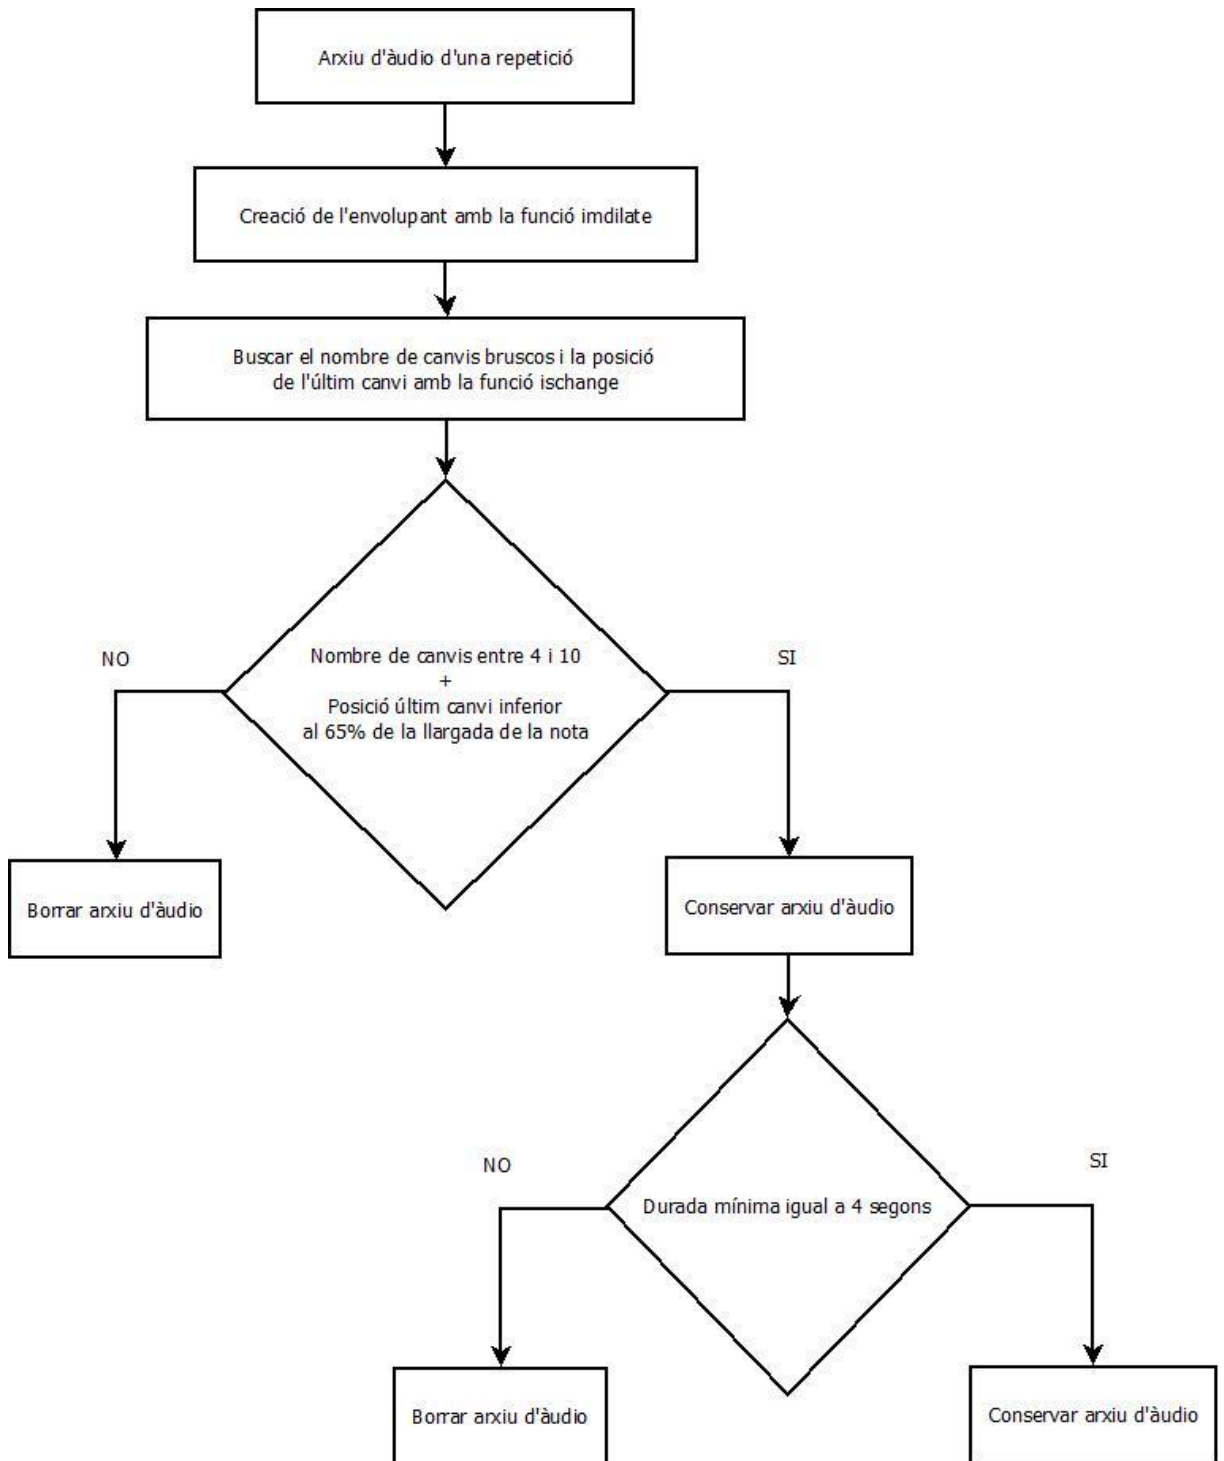 Arxiu d'àudio d'una repetició
Creació de l'envolupant amb la funció imdilate
Buscar el nombre de canvis bruscos i la posició
de l'últim canvi amb la funció ischange
NO
SI
Nombre de canvis entre 4 i 10
+
Posició últim canvi inferior
al 65% de la llargada de la nota
Borrar arxiu d'àudio
Conservar arxiu d'àudio
NO
SI
Durada mínima igual a 4 segons
Borrar arxiu d'àudio
Conservar arxiu d'àudio